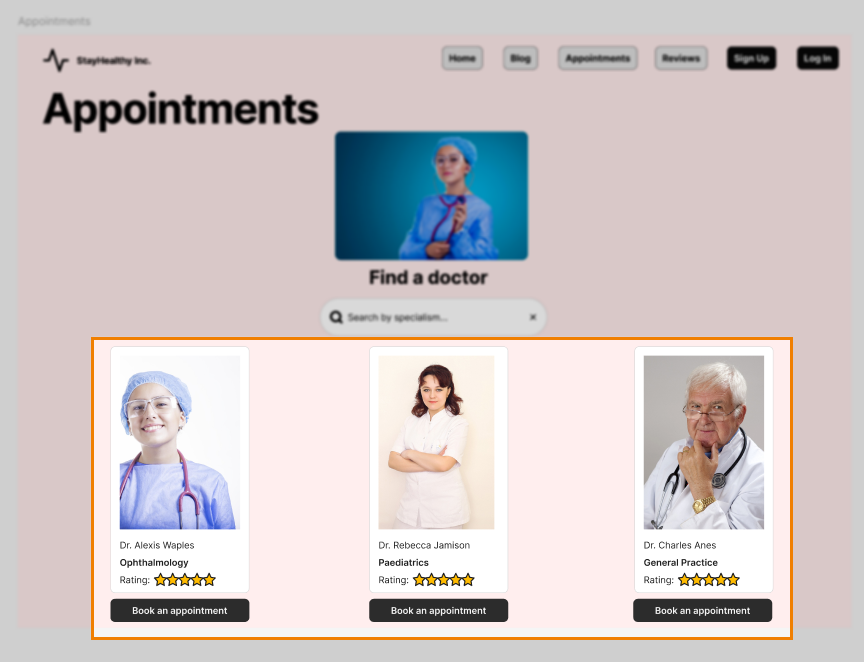 Appointments
StayHealthy Inc.
Home Blog Appointments Reviews Sign Up Log In
Appointments
Find a doctor
Search by specialism...
Dr. Alexis Waples
Ophthalmology
Rating:
Book an appointment
Dr. Rebecca Jamison
Paediatrics
Rating:
Book an appointment
Dr. Charles Anes
General Practice
Rating:
Book an appointment